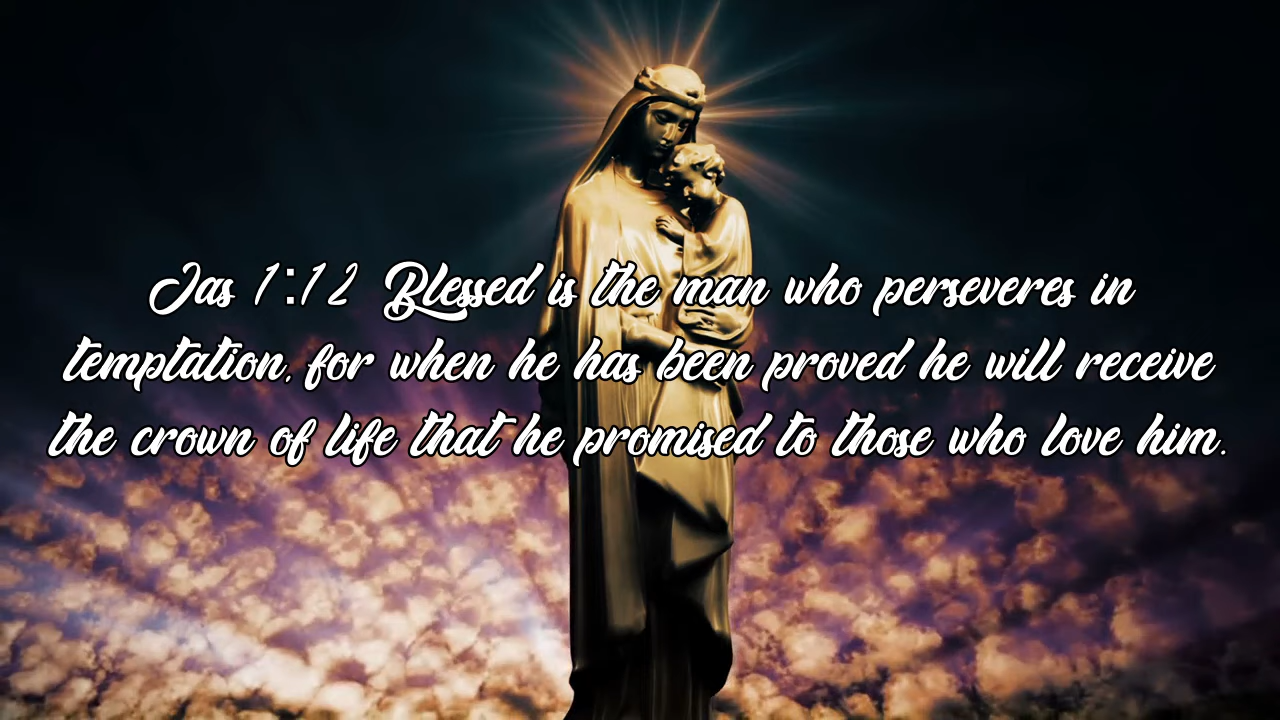 Jas 1:12 Blessed is the man who perseveres in
temptation, for when he has been proved he will receive
the crown of life that he promised to those who love him.